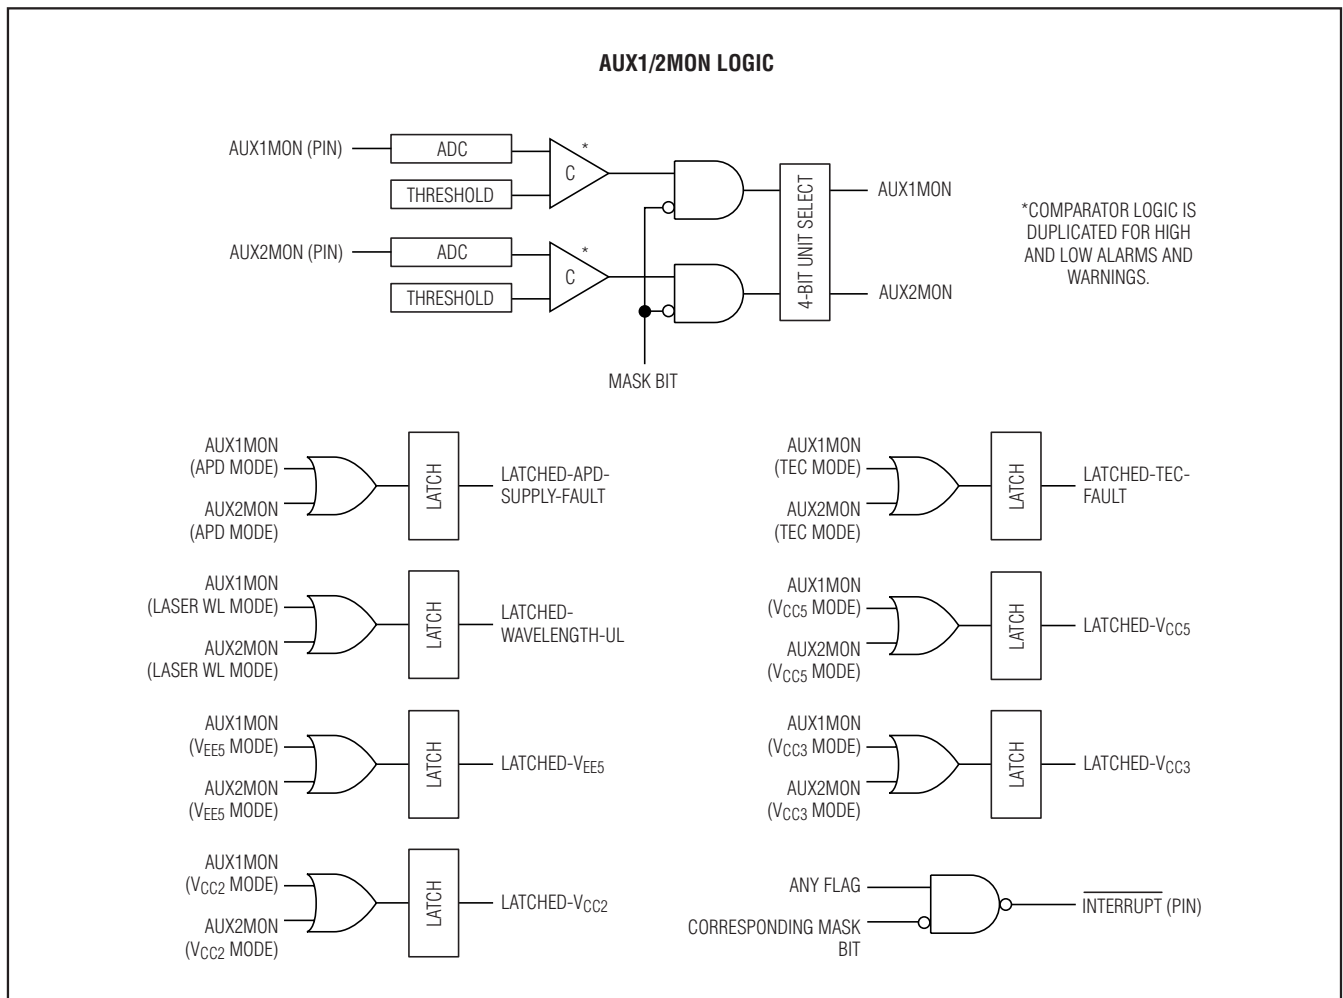 AUX1/2MON LOGIC
AUX1MON (PIN)
ADC
*
C
THRESHOLD
AUX2MON (PIN)
ADC
*
C
THRESHOLD
MASK BIT
4-BIT UNIT SELECT
AUX1MON
AUX2MON
*COMPARATOR LOGIC IS
DUPLICATED FOR HIGH
AND LOW ALARMS AND
WARNINGS.
AUX1MON
(APD MODE)
AUX2MON
(APD MODE)
LATCH
LATCHED-APD-
SUPPLY-FAULT
AUX1MON
(TEC MODE)
AUX2MON
(TEC MODE)
LATCH
LATCHED-TEC-
FAULT
AUX1MON
(LASER WL MODE)
AUX2MON
(LASER WL MODE)
LATCH
LATCHED-
WAVELENGTH-UL
AUX1MON
(VCC5 MODE)
AUX2MON
(VCC5 MODE)
LATCH
LATCHED-VCC5
AUX1MON
(VEE5 MODE)
AUX2MON
(VEE5 MODE)
LATCH
LATCHED-VEE5
AUX1MON
(VCC3 MODE)
AUX2MON
(VCC3 MODE)
LATCH
LATCHED-VCC3
AUX1MON
(VCC2 MODE)
AUX2MON
(VCC2 MODE)
LATCH
LATCHED-VCC2
ANY FLAG
CORRESPONDING MASK
BIT
INTERRUPT (PIN)